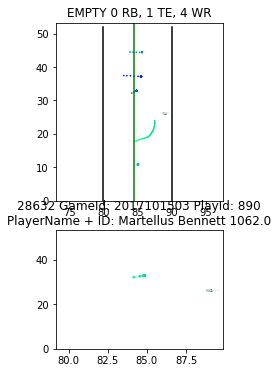 EMPTY 0 RB, 1 TE, 4 WR
50
40
30
20
10
0
75 80 85 90 95
28632 GameId: 2017101503 PlayId: 890
PlayerName + ID: Martellus Bennett 1062.0
40
20
0
80.0 82.5 85.0 87.5